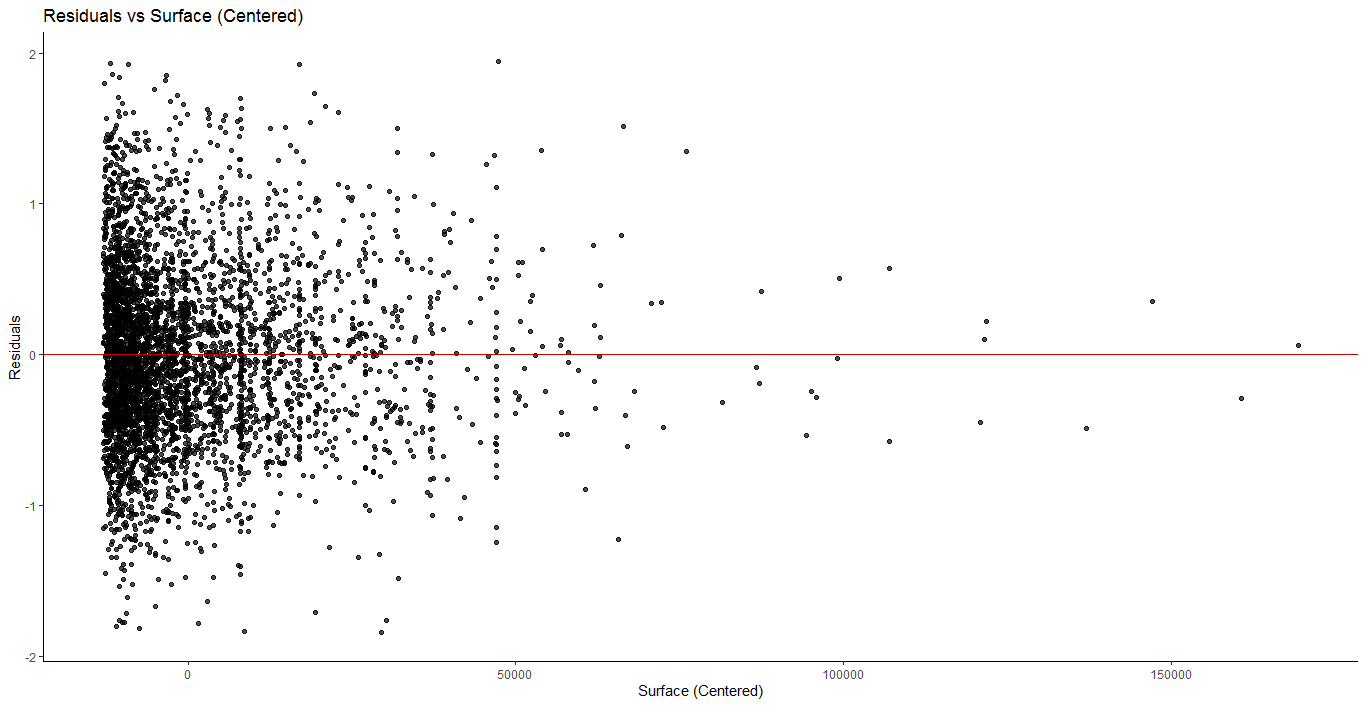 Residuals vs Surface (Centered)
2
1
0
-1
-2
Residuals
0 50000 100000 150000
Surface (Centered)